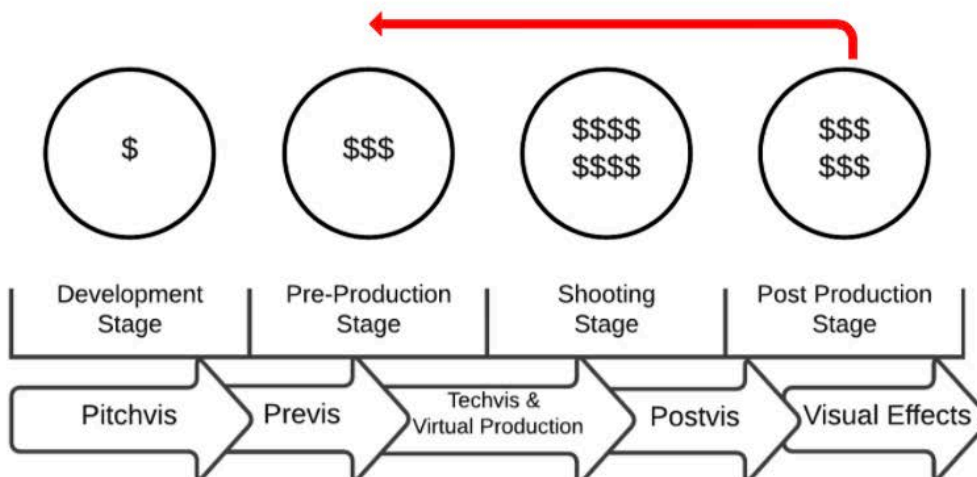 $
$$$
$$$$
$$$$
$$$
$$$
Development
Stage
Pre-Production
Stage
Shooting
Stage
Post Production
Stage
Pitchvis
Previs
Techvis &
Virtual Production
Postvis
Visual Effects